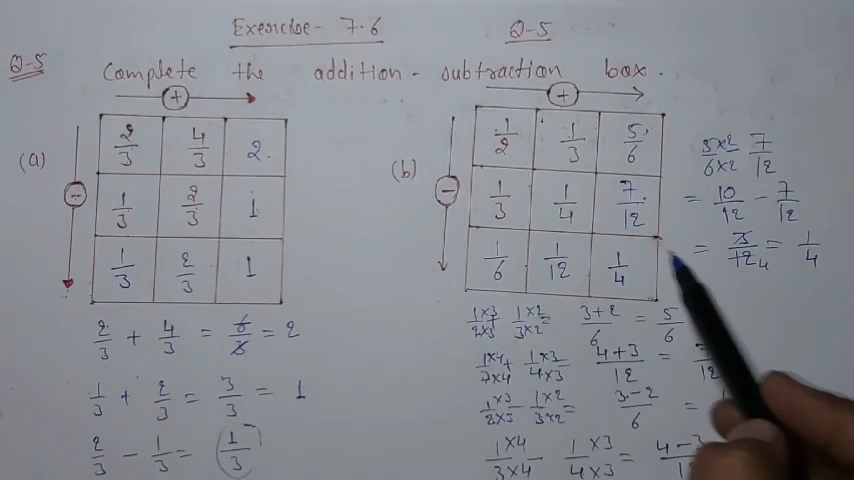 Exercise - 7.6 Q-5
Q-5 Complete the addition - subtraction box.
(a)
+
-
2/3 4/3 2
1/3 2/3 1
1/3 2/3 1
2/3 + 4/3 = 6/3 = 2
1/3 + 2/3 = 3/3 = 1
2/3 - 1/3 = 1/3
(b)
+
-
1/2 1/3 5/6
1/3 1/4 7/12
1/6 1/12 1/4
5×2/6×2 7/12
= 10/12 - 7/12
= 3/12 4 = 1/4
1×3/2×3 + 1×2/3×2 = 3+2/6 = 5/6
1×4/3×4 + 1×3/4×3 = 4+3/12 = 7/12
1×3/2×3 - 1×2/3×2 = 3-2/6 =
1×4/3×4 - 1×3/4×3 = 4-3